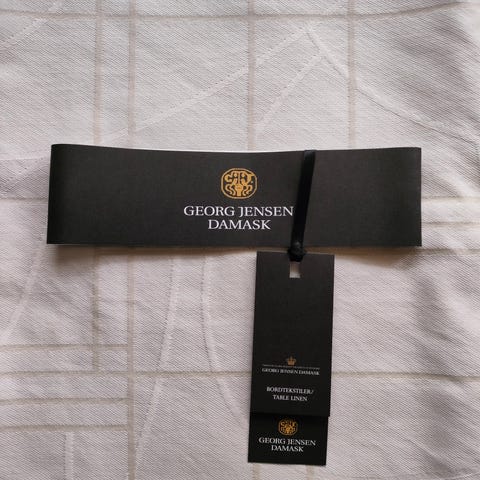 GEORG JENSEN
DAMASK
GEORG JENSEN DAMASK
BORDTEKSTILER/
TABLE LINEN
GEORG JENSEN
DAMASK